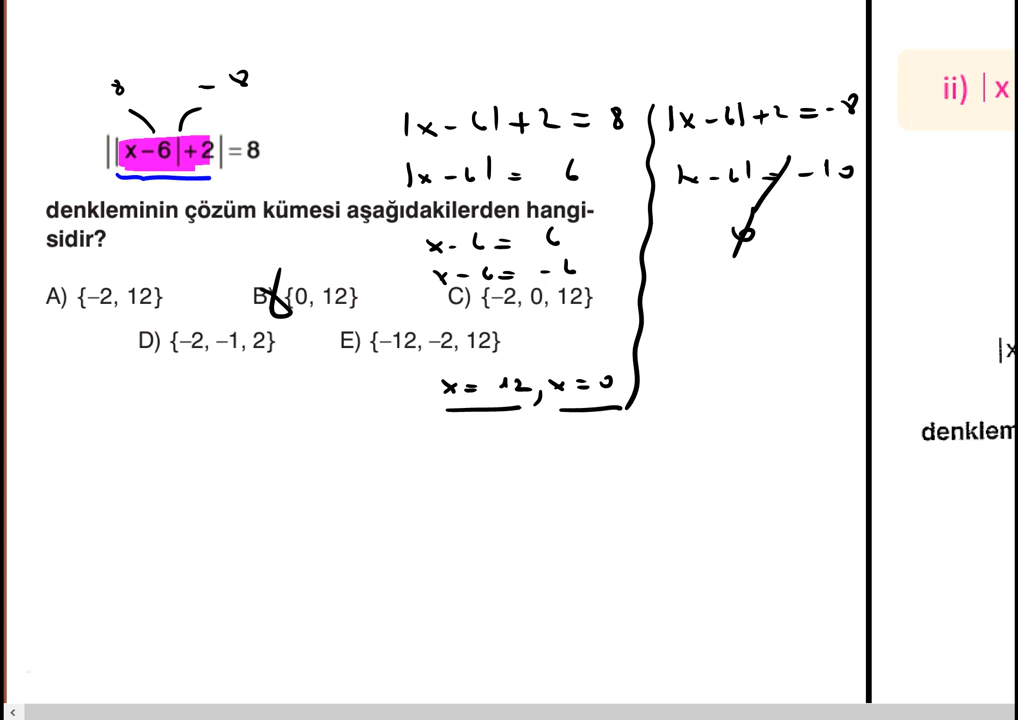 8 - 8
||x-6|+2|=8
denkleminin çözüm kümesi aşağıdakilerden hangi-
sidir?
A) {-2, 12} B) {0, 12} C) {-2, 0, 12}
D) {-2, -1, 2} E) {-12, -2, 12}
|x-6|+2=8
|x-6|= 6
x-6= 6
x-6= -6
x= 12, x=0
|x-6|+2=-8
|x-6|=-10
φ
ii) |x
|x
denklem